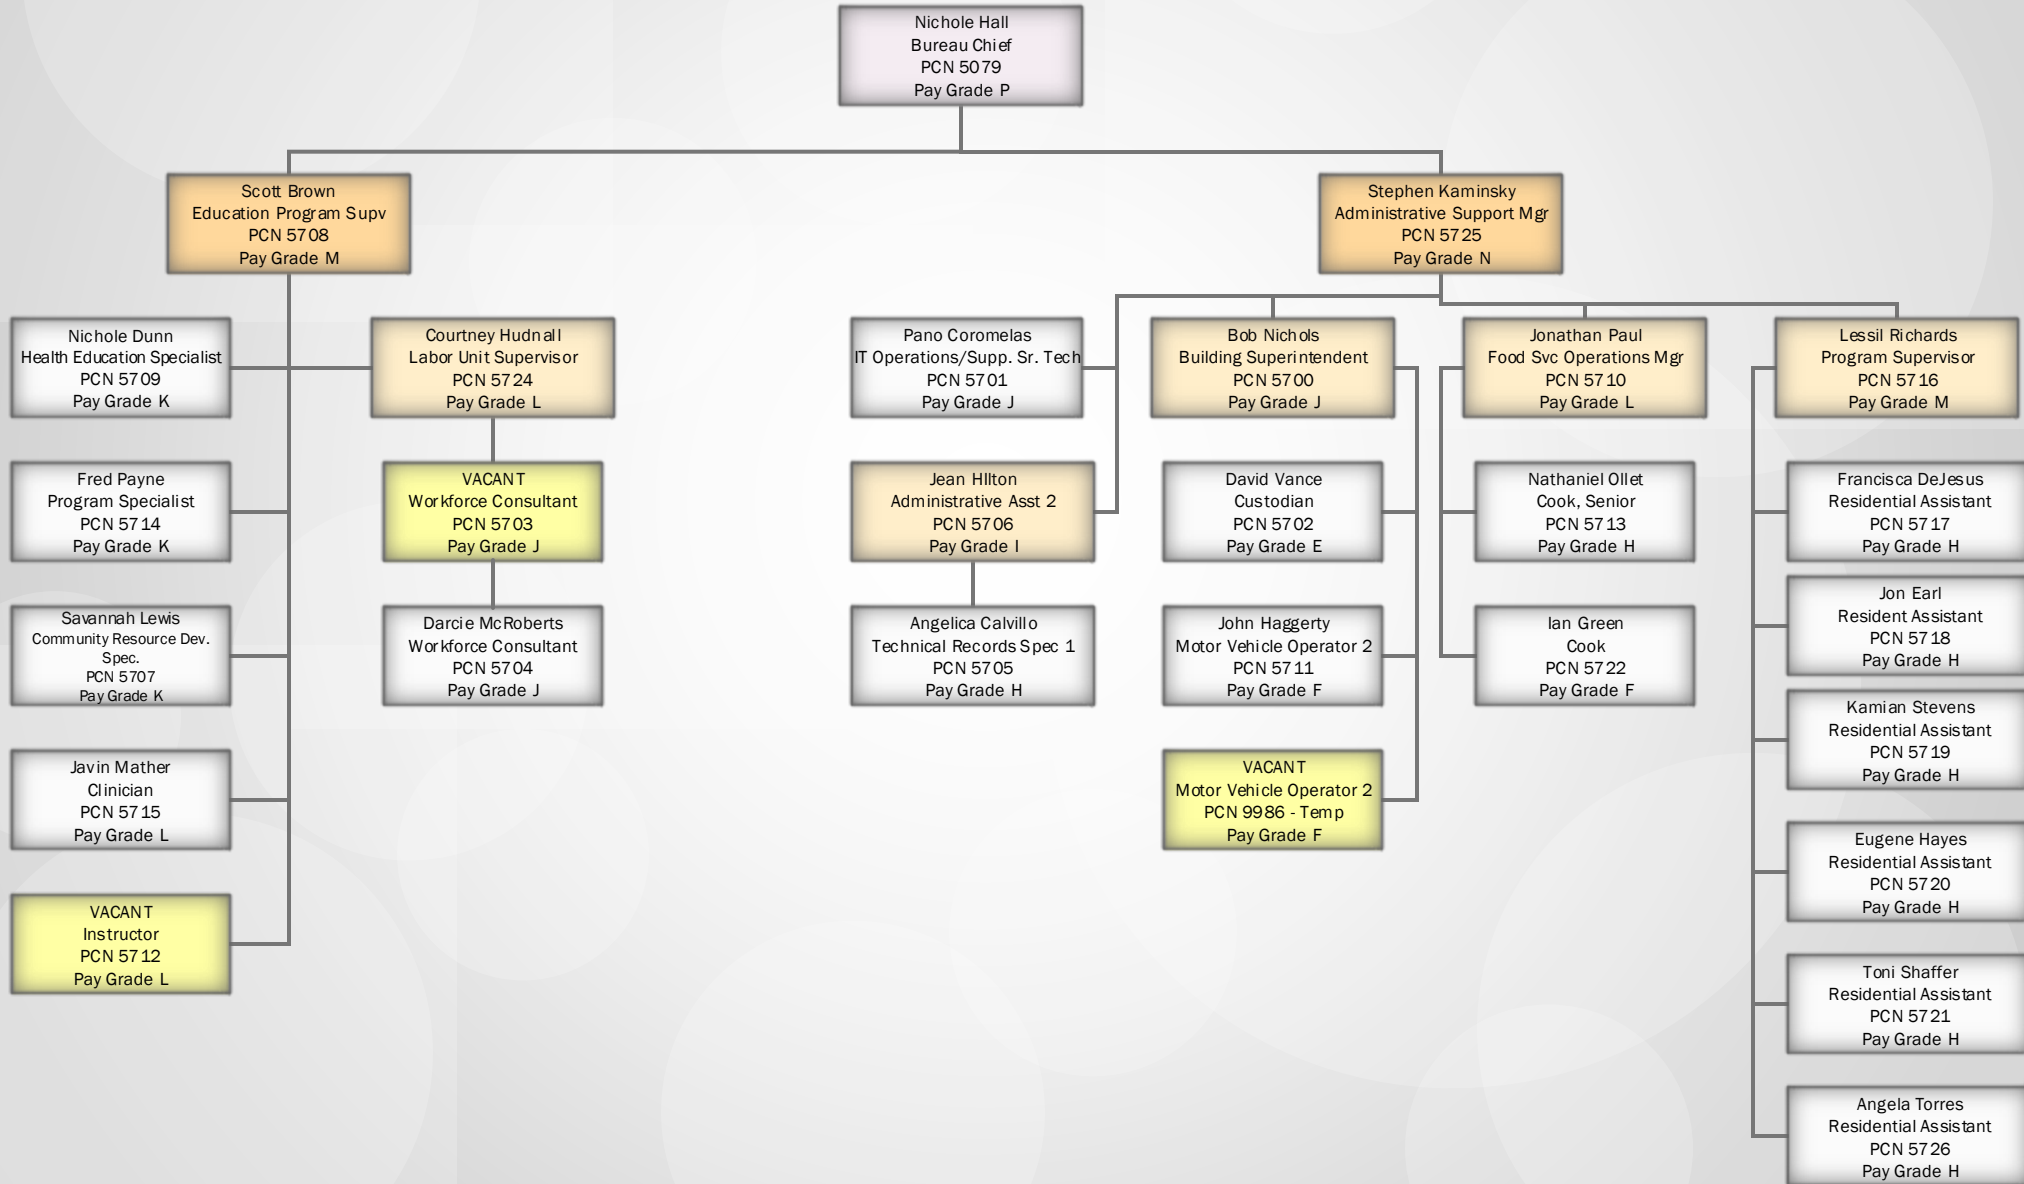 Nichole Hall
Bureau Chief
PCN 5079
Pay Grade P
Scott Brown
Education Program Supv
PCN 5708
Pay Grade M
Stephen Kaminsky
Administrative Support Mgr
PCN 5725
Pay Grade N
Nichole Dunn
Health Education Specialist
PCN 5709
Pay Grade K
Courtney Hudnall
Labor Unit Supervisor
PCN 5724
Pay Grade L
Pano Coromelas
IT Operations/Supp. Sr. Tech
PCN 5701
Pay Grade J
Bob Nichols
Building Superintendent
PCN 5700
Pay Grade J
Jonathan Paul
Food Svc Operations Mgr
PCN 5710
Pay Grade L
Lessil Richards
Program Supervisor
PCN 5716
Pay Grade M
Fred Payne
Program Specialist
PCN 5714
Pay Grade K
VACANT
Workforce Consultant
PCN 5703
Pay Grade J
Jean HIlton
Administrative Asst 2
PCN 5706
Pay Grade I
David Vance
Custodian
PCN 5702
Pay Grade E
Nathaniel Ollet
Cook, Senior
PCN 5713
Pay Grade H
Francisca DeJesus
Residential Assistant
PCN 5717
Pay Grade H
Jon Earl
Resident Assistant
PCN 5718
Pay Grade H
Savannah Lewis
Community Resource Dev.
Spec.
PCN 5707
Pay Grade K
Darcie McRoberts
Workforce Consultant
PCN 5704
Pay Grade J
Angelica Calvillo
Technical Records Spec 1
PCN 5705
Pay Grade H
John Haggerty
Motor Vehicle Operator 2
PCN 5711
Pay Grade F
Ian Green
Cook
PCN 5722
Pay Grade F
Kamian Stevens
Residential Assistant
PCN 5719
Pay Grade H
Javin Mather
Clinician
PCN 5715
Pay Grade L
VACANT
Motor Vehicle Operator 2
PCN 9986 - Temp
Pay Grade F
Eugene Hayes
Residential Assistant
PCN 5720
Pay Grade H
VACANT
Instructor
PCN 5712
Pay Grade L
Toni Shaffer
Residential Assistant
PCN 5721
Pay Grade H
Angela Torres
Residential Assistant
PCN 5726
Pay Grade H